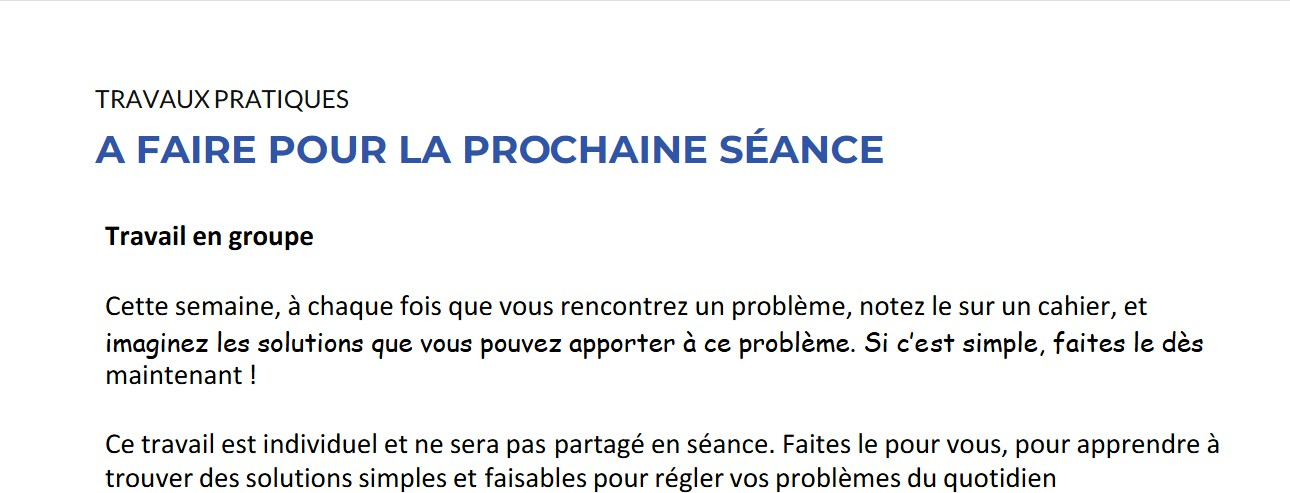 TRAVAUX PRATIQUES
A FAIRE POUR LA PROCHAINE SÉANCE
Travail en groupe
Cette semaine, à chaque fois que vous rencontrez un problème, notez le sur un cahier, et
imaginez les solutions que vous pouvez apporter à ce problème. Si c’est simple, faites le dès
maintenant !
Ce travail est individuel et ne sera pas partagé en séance. Faites le pour vous, pour apprendre à
trouver des solutions simples et faisables pour régler vos problèmes du quotidien